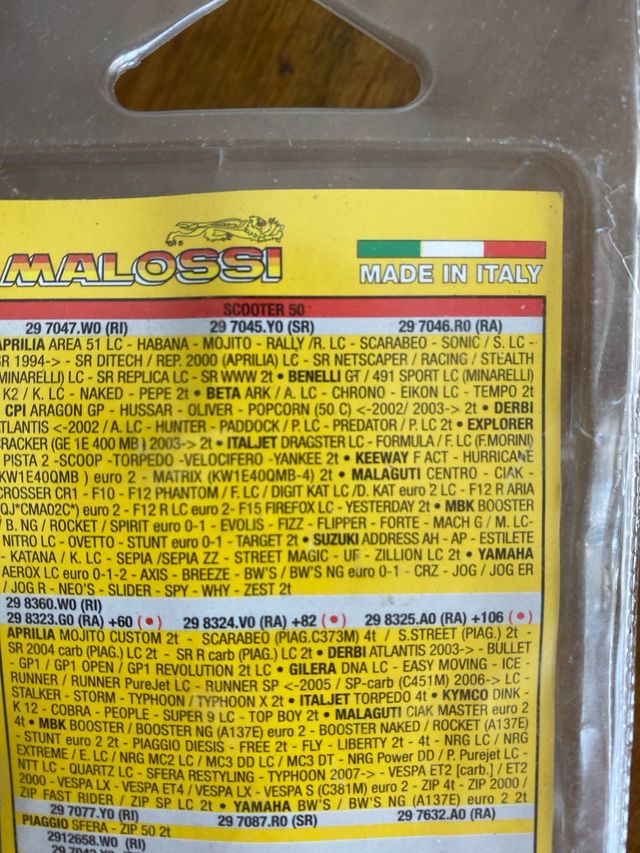 MALOSSI
MADE IN ITALY
SCOOTER 50
29 7047.W0 (RI) 29 7045.Y0 (SR) 29 7046.R0 (RA)
APRILIA AREA 51 LC - HABANA - MOJITO - RALLY /R. LC - SCARABEO - SONIC / S. LC -
SR 1994-> - SR DITECH / REP. 2000 (APRILIA) LC - SR NETSCAPER / RACING / STEALTH
(MINARELLI) LC - SR REPLICA LC - SR WWW 2t • BENELLI GT / 491 SPORT LC (MINARELLI)
K2 / K. LC - NAKED - PEPE 2t • BETA ARK / A. LC - CHRONO - EIKON LC - TEMPO 2t
CPI ARAGON GP - HUSSAR - OLIVER - POPCORN (50 C) <-2002/ 2003-> 2t • DERBI
ATLANTIS <-2002 / A. LC - HUNTER - PADDOCK / P. LC - PREDATOR / P. LC 2t • EXPLORER
CRACKER (GE 1E 400 MB) 2003-> 2t • ITALJET DRAGSTER LC - FORMULA / F. LC (F.MORINI)
PISTA 2 -SCOOP -TORPEDO -VELOCIFERO -YANKEE 2t • KEEWAY F ACT - HURRICANE
(KW1E40QMB ) euro 2 - MATRIX (KW1E40QMB-4) 2t • MALAGUTI CENTRO - CIAK -
CROSSER CR1 - F10 - F12 PHANTOM / F. LC / DIGIT KAT LC /D. KAT euro 2 LC - F12 R ARIA
(QJ*CMA02C*) euro 2 - F12 R LC euro 2- F15 FIREFOX LC - YESTERDAY 2t • MBK BOOSTER
/ B. NG / ROCKET / SPIRIT euro 0-1 - EVOLIS - FIZZ - FLIPPER - FORTE - MACH G / M. LC-
NITRO LC - OVETTO - STUNT euro 0-1 - TARGET 2t • SUZUKI ADDRESS AH - AP - ESTILETE
- KATANA / K. LC - SEPIA /SEPIA ZZ - STREET MAGIC - UF - ZILLION LC 2t • YAMAHA
AEROX LC euro 0-1-2 - AXIS - BREEZE - BW'S / BW'S NG euro 0-1 - CRZ - JOG / JOG ER
/ JOG R - NEO'S - SLIDER - SPY - WHY - ZEST 2t
29 8360.W0 (RI)
29 8323.G0 (RA) +60 (•) 29 8324.V0 (RA) +82 (•) 29 8325.A0 (RA) +106 (•)
APRILIA MOJITO CUSTOM 2t - SCARABEO (PIAG.C373M) 4t / S.STREET (PIAG.) 2t -
SR 2004 carb (PIAG.) LC 2t - SR R carb (PIAG.) LC 2t • DERBI ATLANTIS 2003-> - BULLET
- GP1 / GP1 OPEN / GP1 REVOLUTION 2t LC • GILERA DNA LC - EASY MOVING - ICE -
RUNNER / RUNNER PureJet LC - RUNNER SP <-2005 / SP-carb (C451M) 2006-> LC -
STALKER - STORM - TYPHOON / TYPHOON X 2t • ITALJET TORPEDO 4t • KYMCO DINK -
K 12 - COBRA - PEOPLE - SUPER 9 LC - TOP BOY 2t • MALAGUTI CIAK MASTER euro 2
4t • MBK BOOSTER / BOOSTER NG (A137E) euro 2 - BOOSTER NAKED / ROCKET (A137E)
- STUNT euro 2 2t - PIAGGIO DIESIS - FREE 2t - FLY - LIBERTY 2t - 4t - NRG LC / NRG
EXTREME / E. LC / NRG MC2 LC / MC3 DD LC / MC3 DT - NRG Power DD / P. Purejet LC -
NTT LC - QUARTZ LC - SFERA RESTYLING - TYPHOON 2007-> - VESPA ET2 [carb.] / ET2
2000 - VESPA LX - VESPA ET4 / VESPA LX - VESPA S (C381M) euro 2 - ZIP 4t - ZIP 2000 /
ZIP FAST RIDER / ZIP SP LC 2t • YAMAHA BW'S / BW'S NG (A137E) euro 2 2t
29 7077.Y0 (RI) 29 7087.R0 (SR) 29 7632.A0 (RA)
PIAGGIO SFERA - ZIP 50 2t
2912658.W0 (RI)